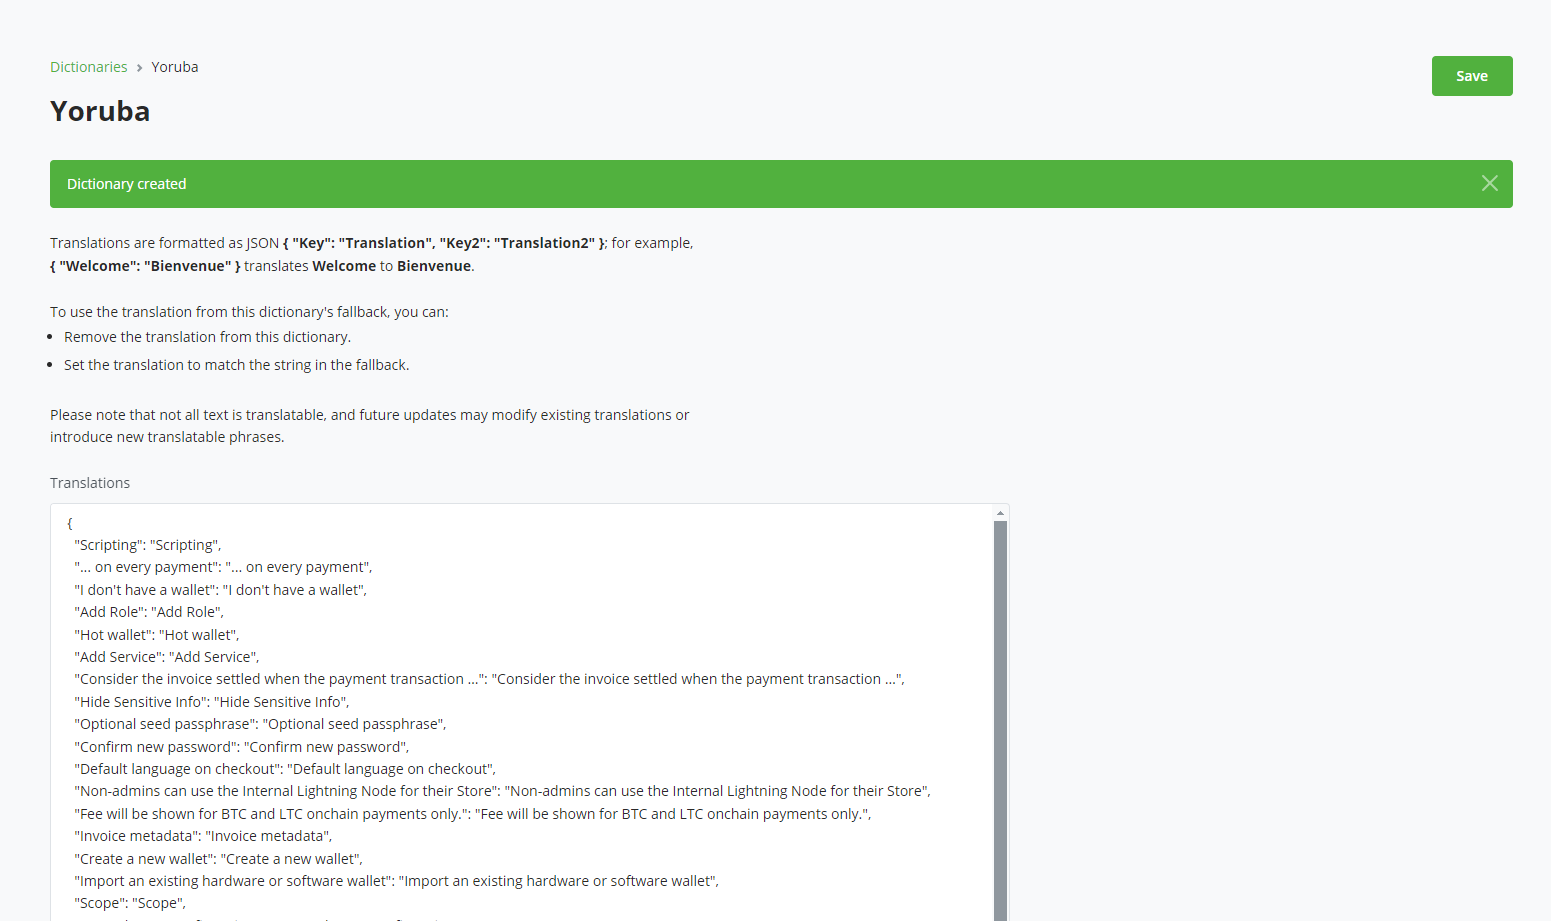 Dictionaries > Yoruba
Save
Yoruba
Dictionary created
Translations are formatted as JSON { "Key": "Translation", "Key2": "Translation2" }; for example,
{ "Welcome": "Bienvenue" } translates Welcome to Bienvenue.
To use the translation from this dictionary's fallback, you can:
• Remove the translation from this dictionary.
• Set the translation to match the string in the fallback.
Please note that not all text is translatable, and future updates may modify existing translations or
introduce new translatable phrases.
Translations
{
"Scripting": "Scripting",
"... on every payment": "... on every payment",
"I don't have a wallet": "I don't have a wallet",
"Add Role": "Add Role",
"Hot wallet": "Hot wallet",
"Add Service": "Add Service",
"Consider the invoice settled when the payment transaction ...": "Consider the invoice settled when the payment transaction ...",
"Hide Sensitive Info": "Hide Sensitive Info",
"Optional seed passphrase": "Optional seed passphrase",
"Confirm new password": "Confirm new password",
"Default language on checkout": "Default language on checkout",
"Non-admins can use the Internal Lightning Node for their Store": "Non-admins can use the Internal Lightning Node for their Store",
"Fee will be shown for BTC and LTC onchain payments only.": "Fee will be shown for BTC and LTC onchain payments only.",
"Invoice metadata": "Invoice metadata",
"Create a new wallet": "Create a new wallet",
"Import an existing hardware or software wallet": "Import an existing hardware or software wallet",
"Scope": "Scope",